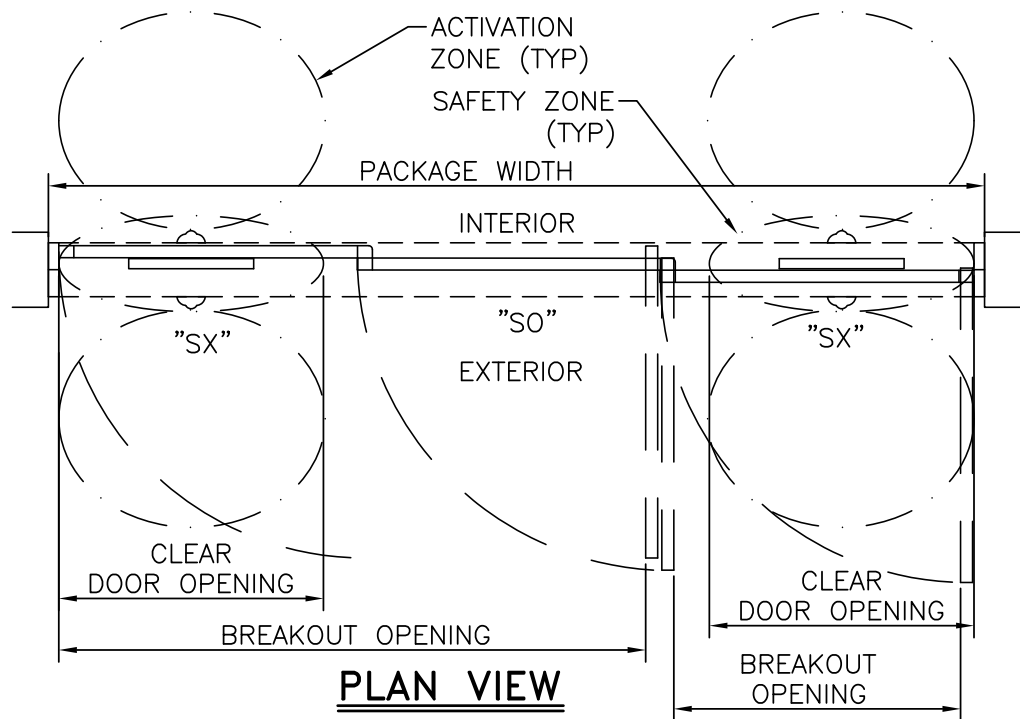 ACTIVATION
ZONE (TYP)
SAFETY ZONE
(TYP)
PACKAGE WIDTH
INTERIOR
"SX"
"SO"
"SX"
EXTERIOR
CLEAR
DOOR OPENING
CLEAR
DOOR OPENING
BREAKOUT OPENING
BREAKOUT
OPENING
PLAN VIEW